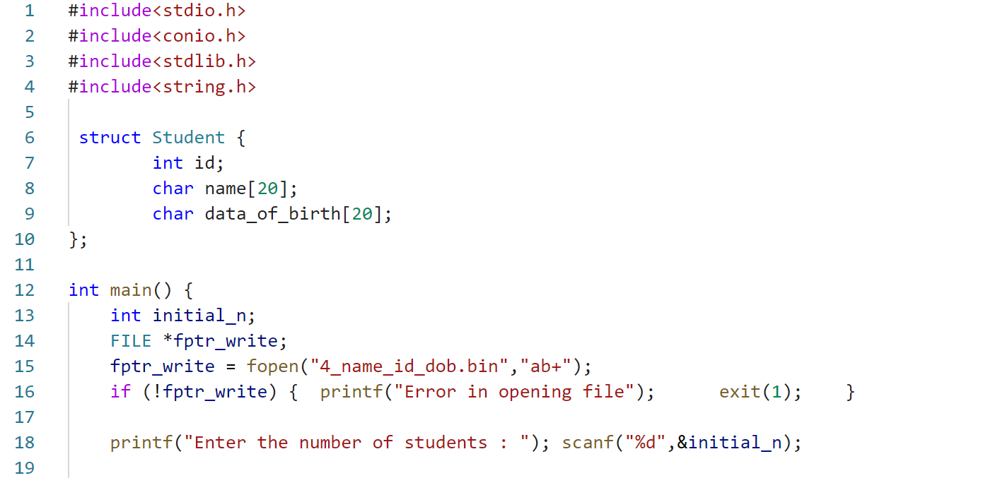 1 #include<stdio.h>
2 #include<conio.h>
3 #include<stdlib.h>
4 #include<string.h>
5
6  struct Student {
7         int id;
8         char name[20];
9         char data_of_birth[20];
10 };
11
12 int main() {
13     int initial_n;
14     FILE *fptr_write;
15     fptr_write = fopen("4_name_id_dob.bin","ab+");
16     if (!fptr_write) {  printf("Error in opening file");      exit(1);    }
17
18     printf("Enter the number of students : "); scanf("%d",&initial_n);
19